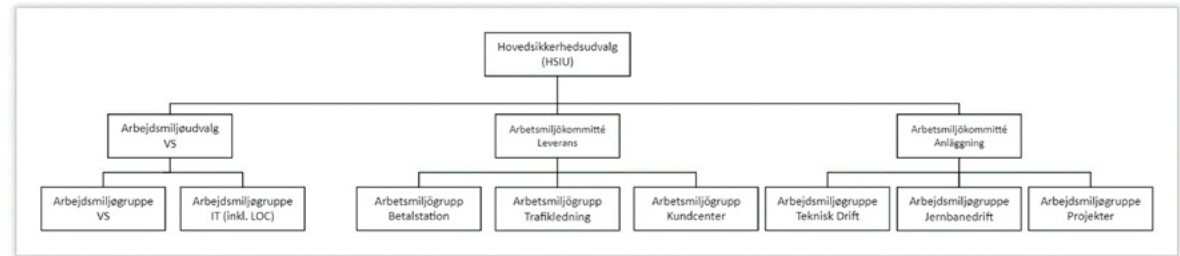 Hovedsikkerhedsudvalg
(HSIU)
Arbejdsmiljøudvalg
VS
Arbetsmiljökommitté
Leverans
Arbetsmiljökommitté
Anläggning
Arbejdsmiljøgruppe
VS
Arbejdsmiljøgruppe
IT (inkl. LOC)
Arbetsmiljögrupp
Betalstation
Arbetsmiljögrupp
Trafikledning
Arbetsmiljögrupp
Kundcenter
Arbejdsmiljøgruppe
Teknisk Drift
Arbejdsmiljøgruppe
Jernbanedrift
Arbejdsmiljøgruppe
Projekter